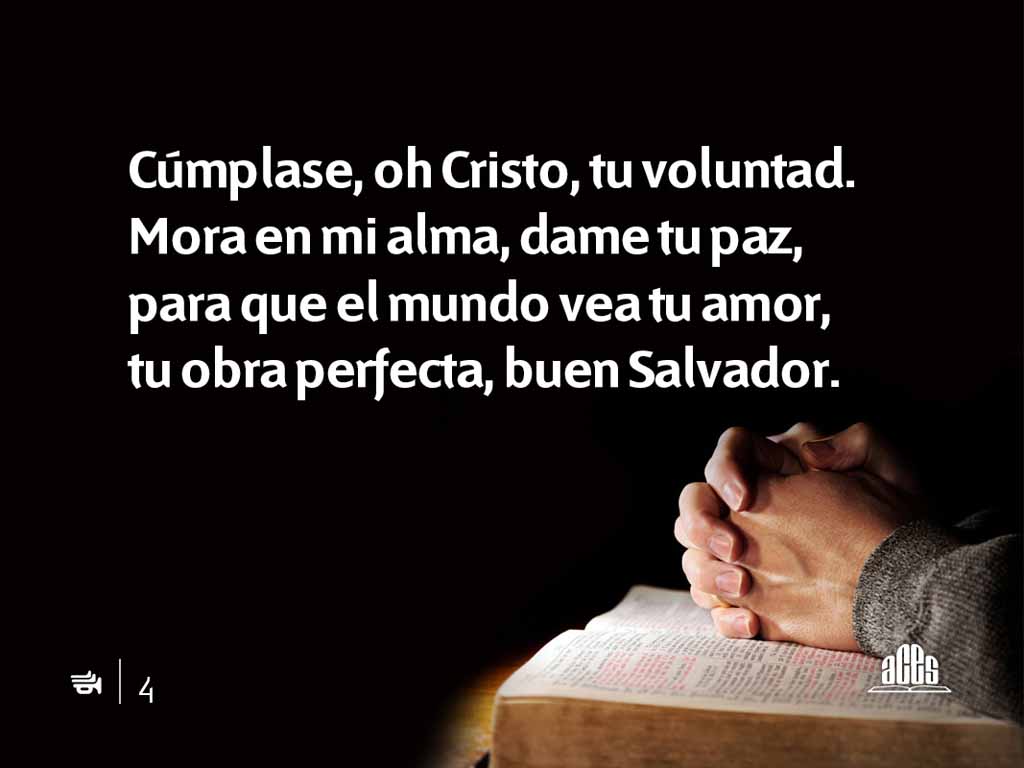 Cúmplase, oh Cristo, tu voluntad.
Mora en mi alma, dame tu paz,
para que el mundo vea tu amor,
tu obra perfecta, buen Salvador.
4
aces